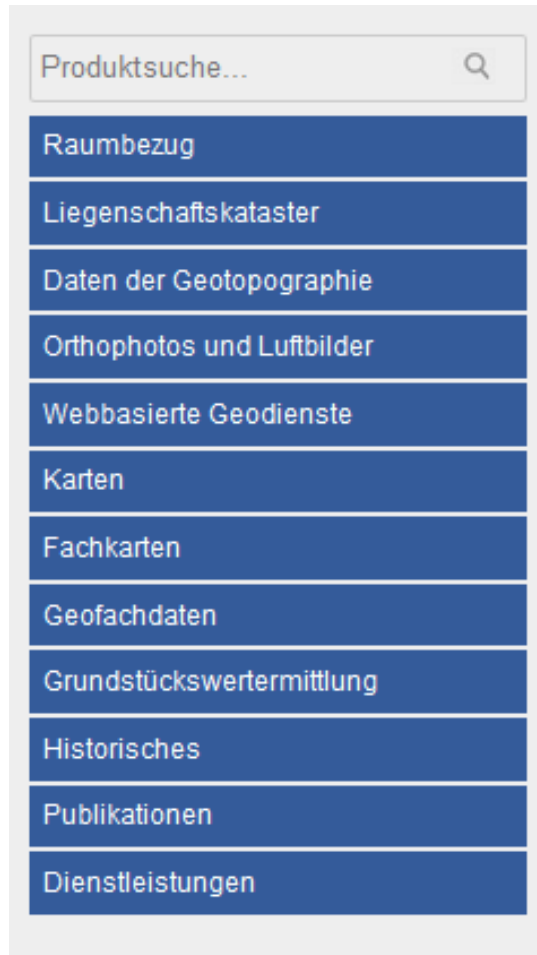 Produktsuche...
Raumbezug
Liegenschaftskataster
Daten der Geotopographie
Orthophotos und Luftbilder
Webbasierte Geodienste
Karten
Fachkarten
Geofachdaten
Grundstückswertermittlung
Historisches
Publikationen
Dienstleistungen